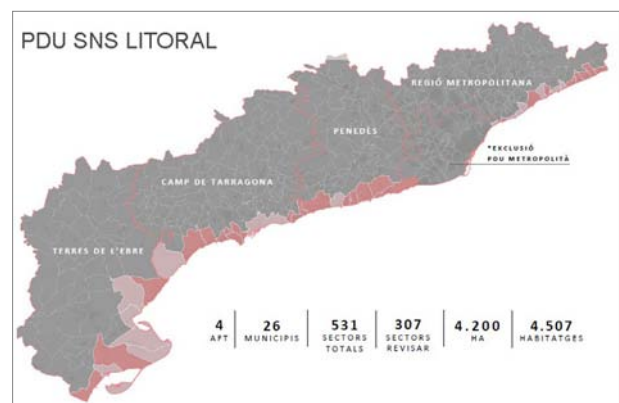 PDU SNS LITORAL
REGIÓ METROPOLITANA
PENEDÈS
*EXCLUSIÓ
PDU METROPOLITÀ
CAMP DE TARRAGONA
TERRES DE L'EBRE
4
APT
26
MUNICIPIS
531
SECTORS
TOTALS
307
SECTORS
REVISAR
4.200
HA
4.507
HABITATGES